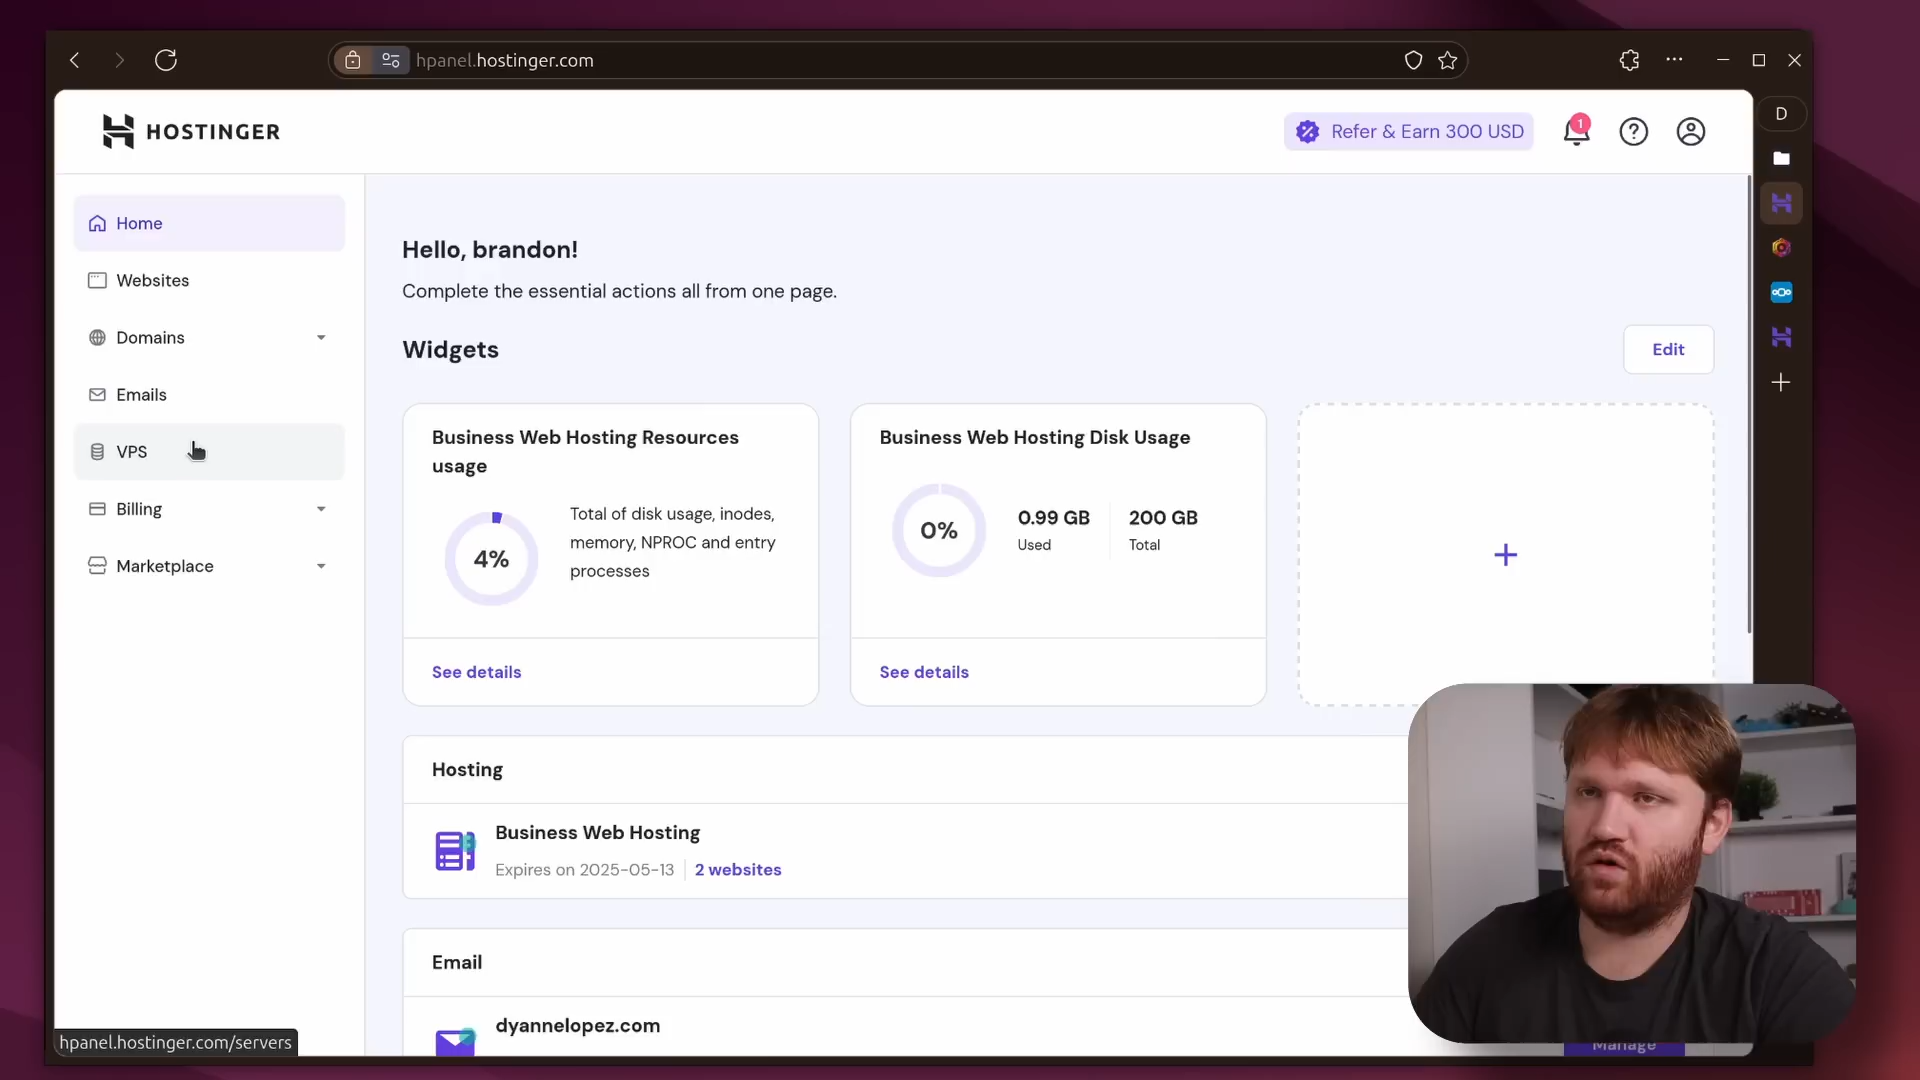 hpanel.hostinger.com
HOSTINGER
Refer & Earn 300 USD
1
D
Home
Websites
Domains
Emails
VPS
Billing
Marketplace
Hello, brandon!
Complete the essential actions all from one page.
Widgets
Edit
Business Web Hosting Resources
usage
4%
Total of disk usage, inodes,
memory, NPROC and entry
processes
See details
Business Web Hosting Disk Usage
0%
0.99 GB
Used
200 GB
Total
See details
Hosting
Business Web Hosting
Expires on 2025-05-13
2 websites
Email
dyannelopez.com
Manage
hpanel.hostinger.com/servers